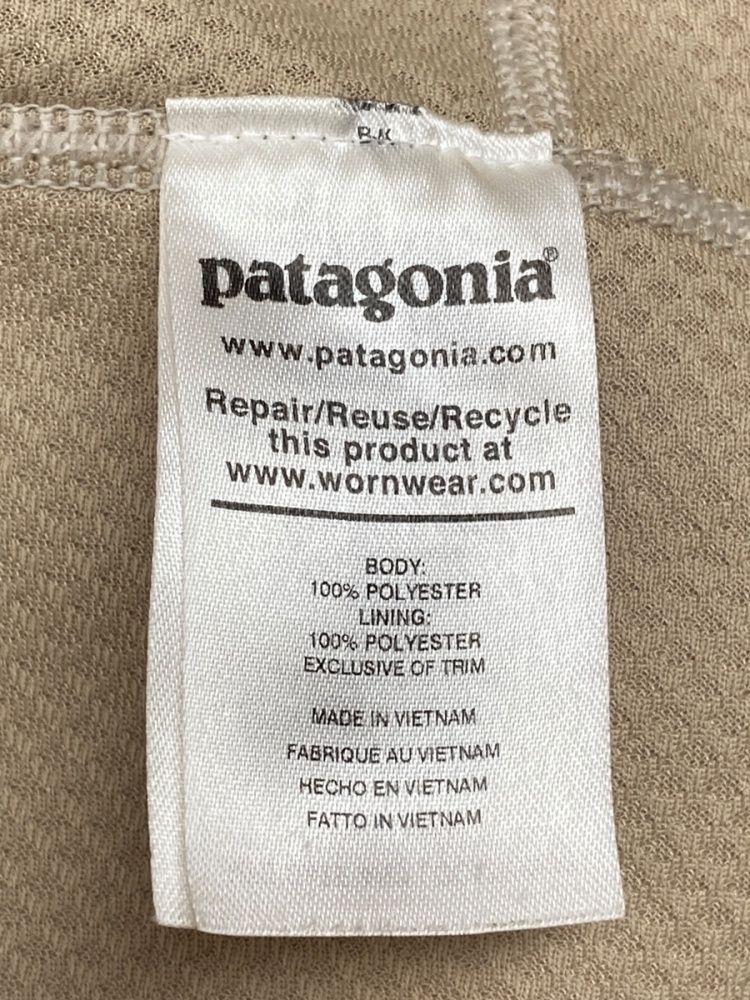 patagonia®
www.patagonia.com
Repair/Reuse/Recycle
this product at
www.wornwear.com
BODY:
100% POLYESTER
LINING:
100% POLYESTER
EXCLUSIVE OF TRIM
MADE IN VIETNAM
FABRIQUE AU VIETNAM
HECHO EN VIETNAM
FATTO IN VIETNAM